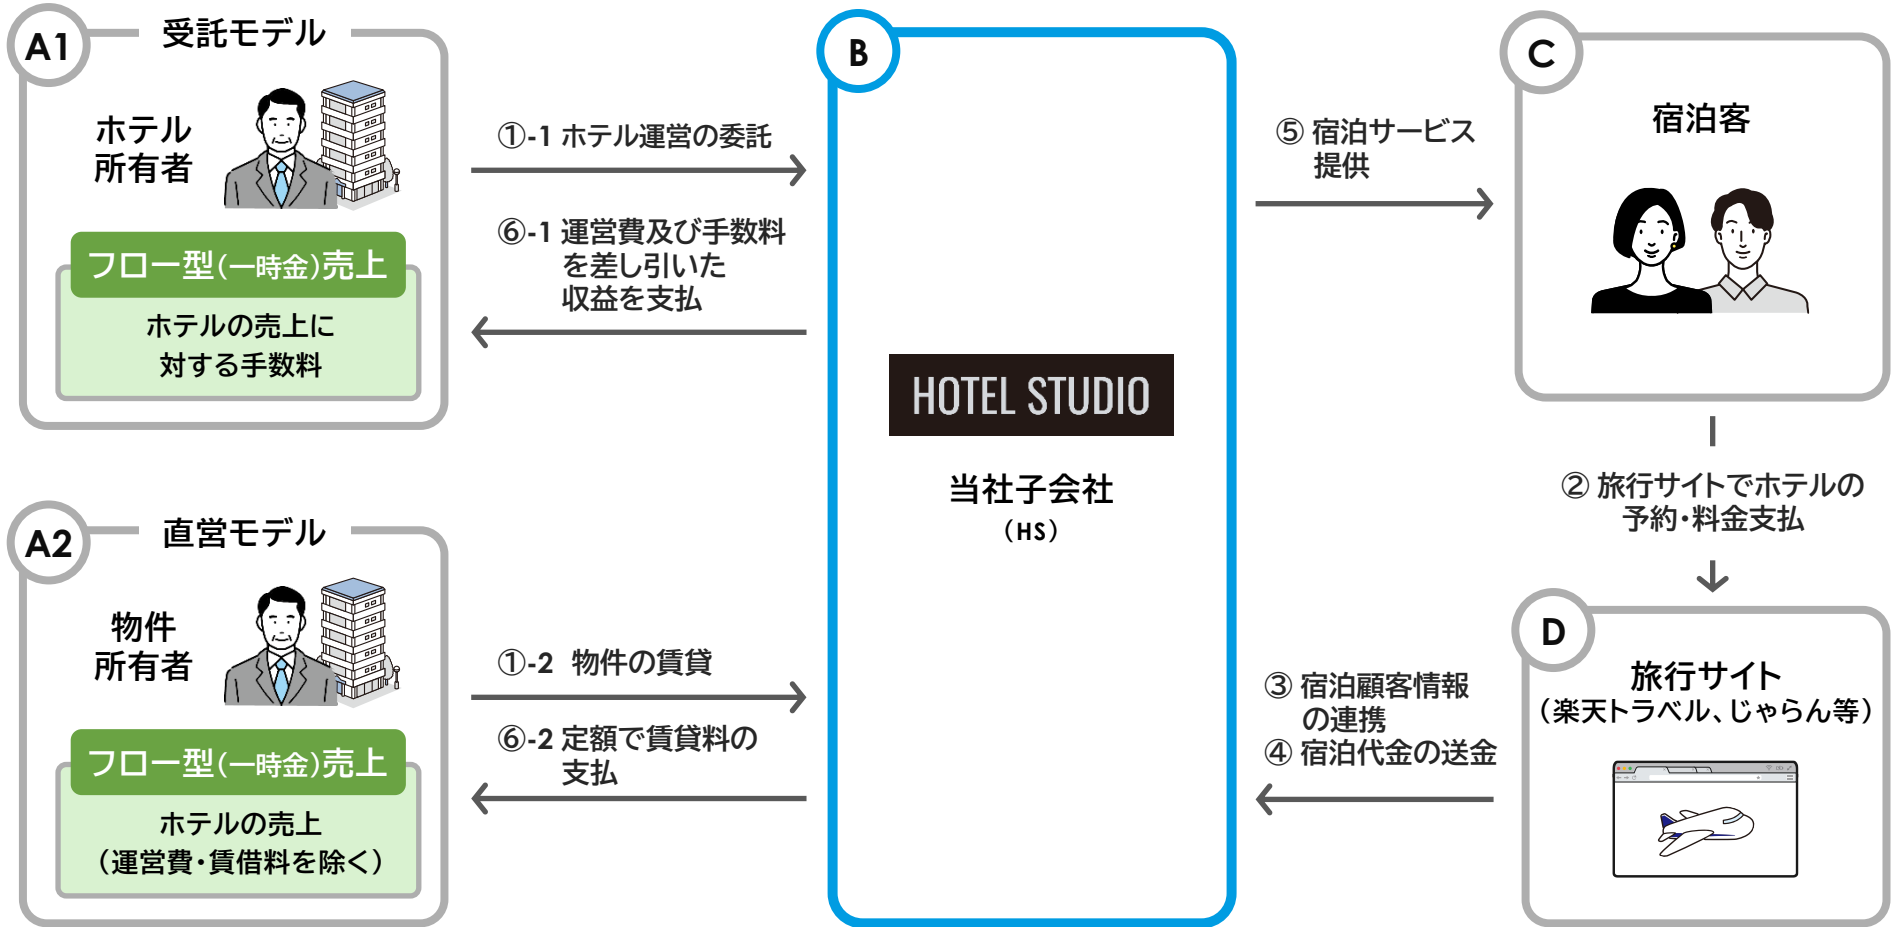 A1
受託モデル
ホテル
所有者
フロー型(一時金)売上
ホテルの売上に
対する手数料
①-1 ホテル運営の委託
⑥-1 運営費及び手数料
を差し引いた
収益を支払
A2
直営モデル
物件
所有者
フロー型(一時金)売上
ホテルの売上
(運営費・賃借料を除く)
①-2 物件の賃貸
⑥-2 定額で賃貸料の
支払
B
HOTEL STUDIO
当社子会社
(HS)
⑤ 宿泊サービス
提供
C
宿泊客
② 旅行サイトでホテルの
予約・料金支払
③ 宿泊顧客情報
の連携
④ 宿泊代金の送金
D
旅行サイト
(楽天トラベル、じゃらん等)